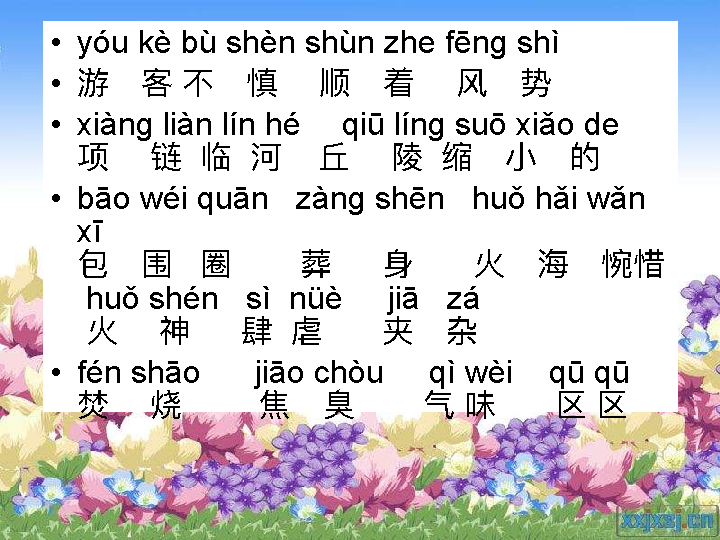 • yóu kè bù shèn shùn zhe fēng shì
• 游 客 不 慎 顺 着 风 势
• xiàng liàn lín hé qiū líng suō xiǎo de
项 链 临 河 丘 陵 缩 小 的
• bāo wéi quān zàng shēn huǒ hǎi wǎn
xī
包 围 圈 葬 身 火 海 惋惜
huǒ shén sì nüè jiā zá
火 神 肆 虐 夹 杂
• fén shāo jiāo chòu qì wèi qū qū
焚 烧 焦 臭 气 味 区 区
xxjxsj.cn